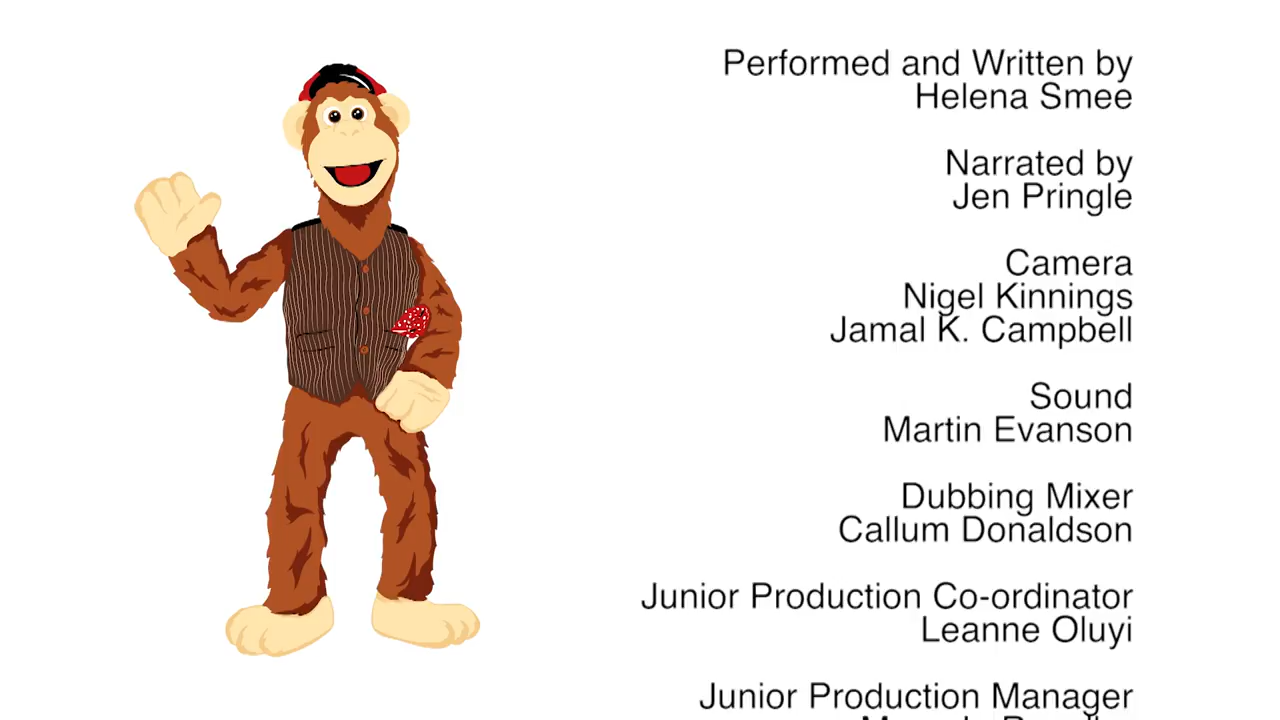 Performed and Written by
Helena Smee
Narrated by
Jen Pringle
Camera
Nigel Kinnings
Jamal K. Campbell
Sound
Martin Evanson
Dubbing Mixer
Callum Donaldson
Junior Production Co-ordinator
Leanne Oluyi
Junior Production Manager